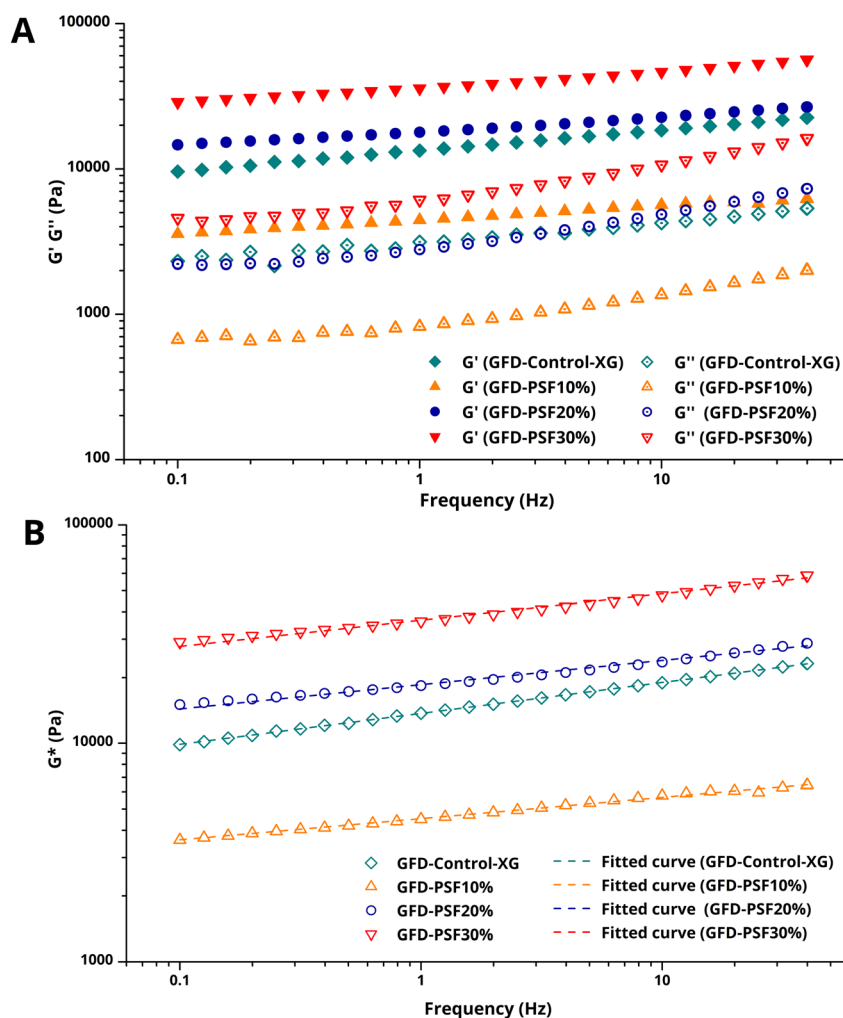 A
100000
10000
1000
100
G' G'' (Pa)
G' (GFD-Control-XG)
G' (GFD-PSF10%)
G' (GFD-PSF20%)
G' (GFD-PSF30%)
G'' (GFD-Control-XG)
G'' (GFD-PSF10%)
G'' (GFD-PSF20%)
G'' (GFD-PSF30%)
0.1 1 10
Frequency (Hz)
B
100000
10000
1000
G* (Pa)
GFD-Control-XG
GFD-PSF10%
GFD-PSF20%
GFD-PSF30%
Fitted curve (GFD-Control-XG)
Fitted curve (GFD-PSF10%)
Fitted curve (GFD-PSF20%)
Fitted curve (GFD-PSF30%)
0.1 1 10
Frequency (Hz)